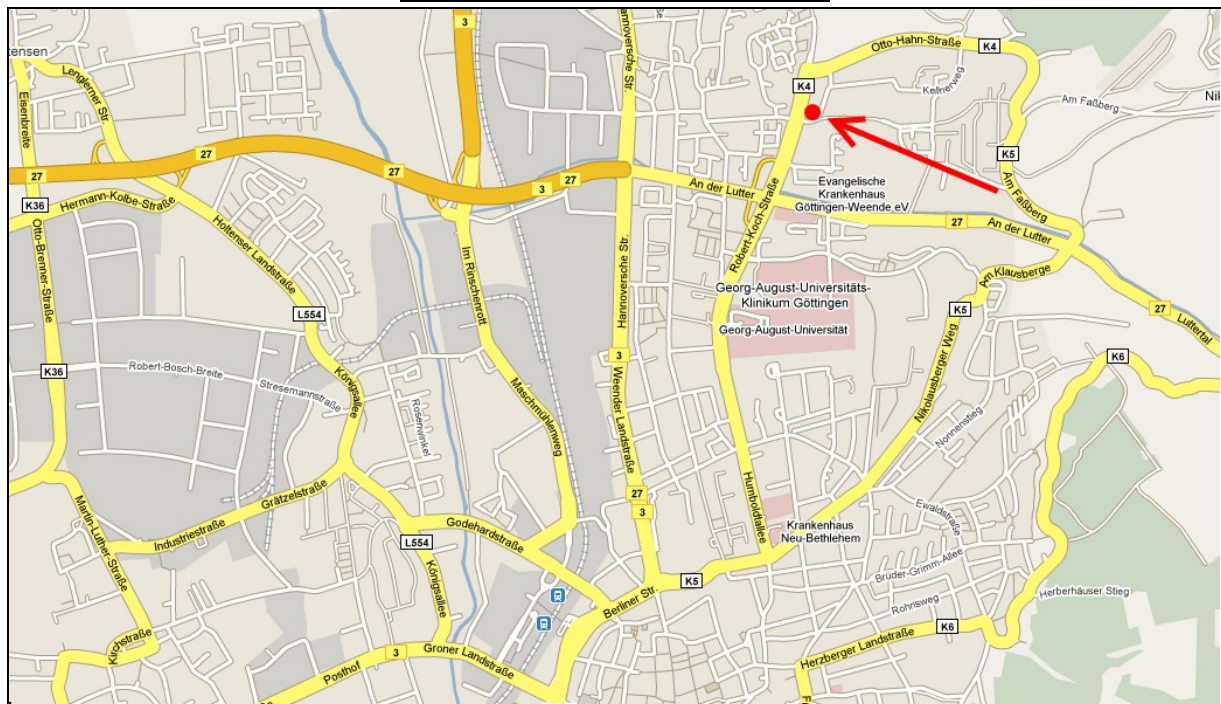 3
Hannoversche Str.
Otto-Hahn-Straße
K4
tensen
Lenglerner Str.
K4
Kellnerweg
Eisenbreite
Am Faßberg
Nik
27
27
27
K5
27
3
An der Lutter
Evangelische
Krankenhaus
Göttingen-Weende eV
Am Faßberg
K36
Hermann-Kolbe-Straße
27
An der Lutter
Otto-Brenner-Straße
Holtenser Landstraße
Im Rinschenrott
Hannoversche Str.
Robert-Koch-Straße
Am Klausberge
Georg-August-Universitäts-
Klinikum Göttingen
K5
27
Luttertal
L554
Georg-August-Universität
3
K6
Robert-Bosch-Breite
K36
Stresemannstraße
Königsallee
Rosenwinkel
Maschmühlenweg
Weender Landstraße
Nikolausberger Weg
Nonnenstieg
Martin-Luther-Straße
Grätzelstraße
Industriestraße
27
3
Humboldtallee
Ewaldstraße
Godehardstraße
Krankenhaus
Neu-Bethlehem
L554
Königsallee
Brüder-Grimm-Allee
K5
Berliner Str.
Herberhäuser Stieg
Rohnsweg
Kirchstraße
K6
Posthof
3
Groner Landstraße
Herzberger Landstraße